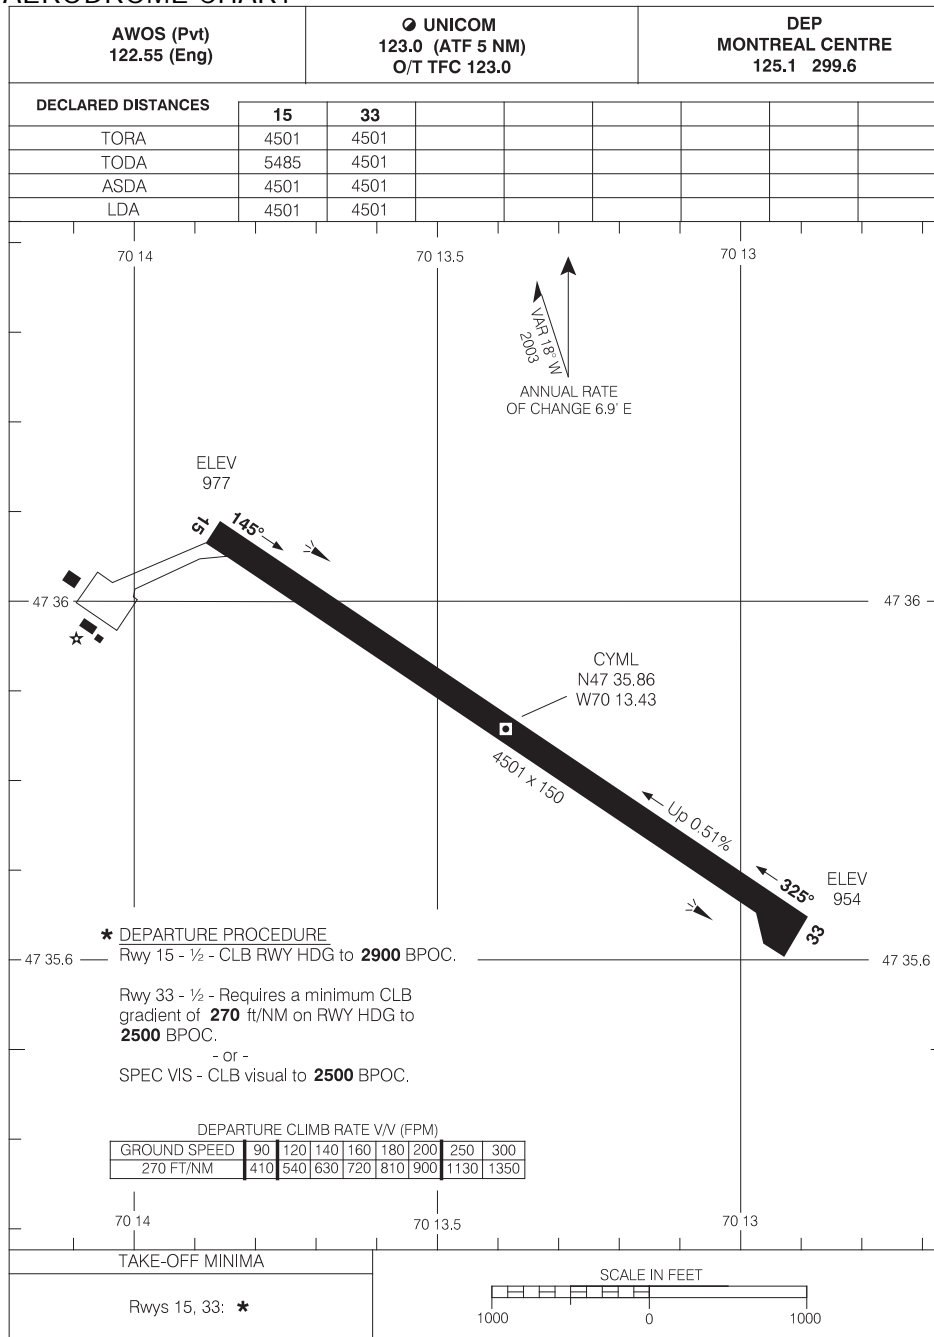 AERODROME CHART
AWOS (Pvt)
122.55 (Eng)
UNICOM
123.0 (ATF 5 NM)
O/T TFC 123.0
DEP
MONTREAL CENTRE
125.1 299.6
DECLARED DISTANCES 15 33
TORA 4501 4501
TODA 5485 4501
ASDA 4501 4501
LDA 4501 4501
70 14 70 13.5 70 13
VAR 18° W
2003
ANNUAL RATE
OF CHANGE 6.9' E
ELEV
977
15 145°
47 36 47 36
CYML
N47 35.86
W70 13.43
4501 x 150
Up 0.51%
325°
ELEV
954
33
* DEPARTURE PROCEDURE
Rwy 15 - ½ - CLB RWY HDG to 2900 BPOC.
47 35.6 47 35.6
Rwy 33 - ½ - Requires a minimum CLB
gradient of 270 ft/NM on RWY HDG to
2500 BPOC.
- or -
SPEC VIS - CLB visual to 2500 BPOC.
DEPARTURE CLIMB RATE V/V (FPM)
GROUND SPEED 90 120 140 160 180 200 250 300
270 FT/NM 410 540 630 720 810 900 1130 1350
70 14 70 13.5 70 13
TAKE-OFF MINIMA
Rwys 15, 33: *
SCALE IN FEET
1000 0 1000